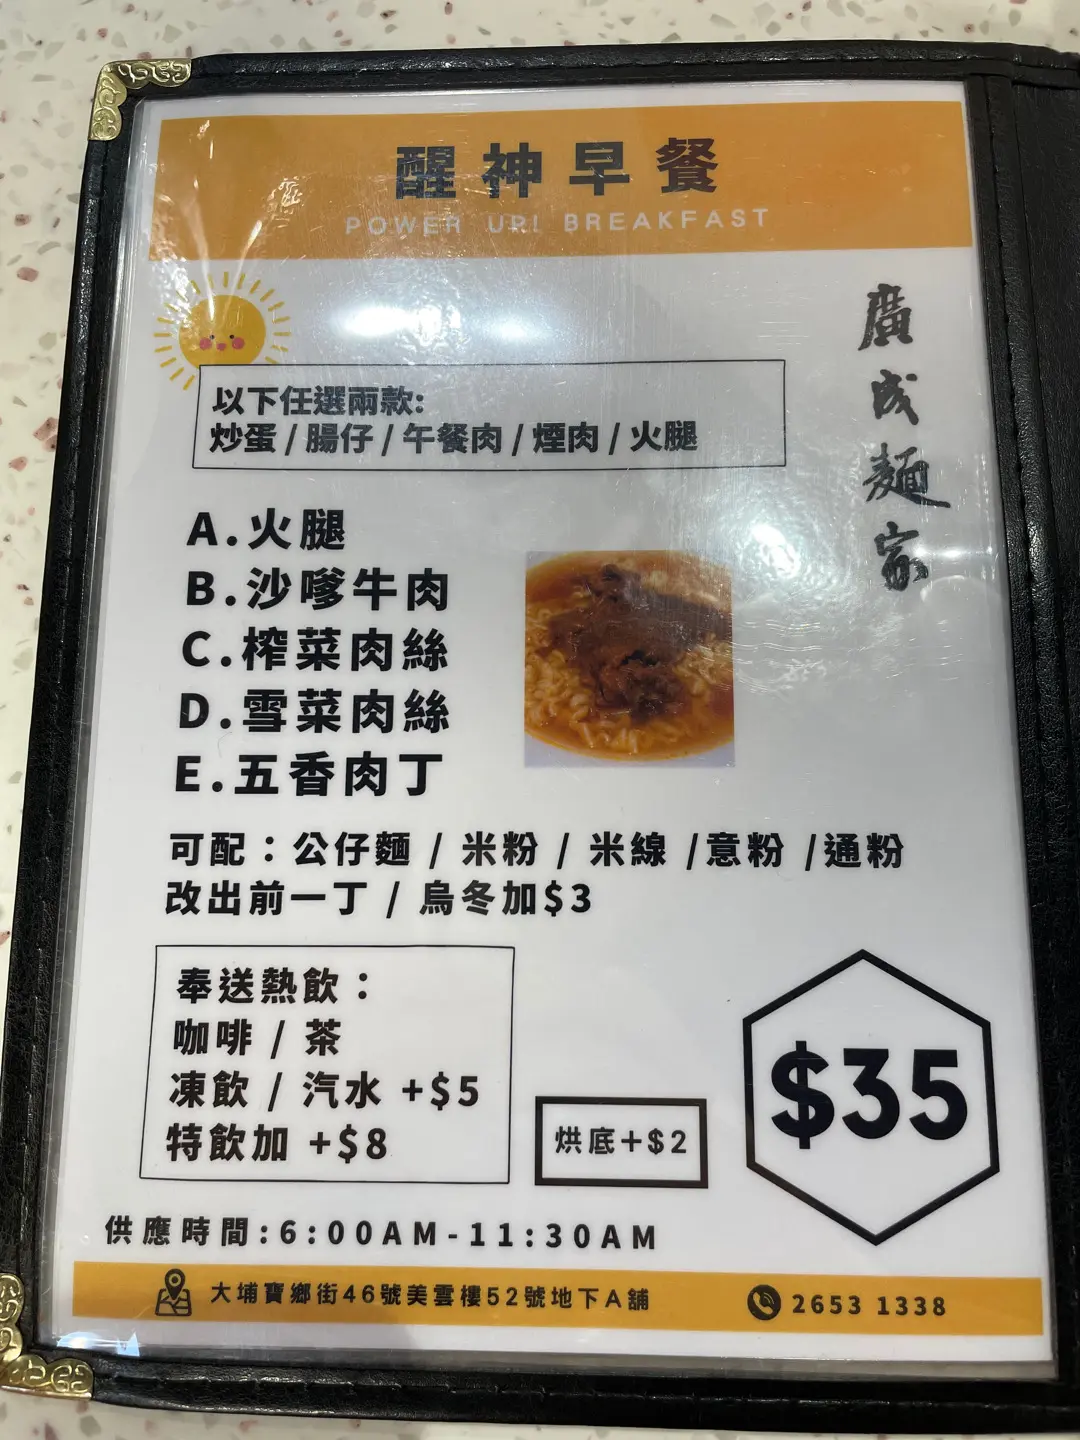 醒神早餐
POWER UP! BREAKFAST
廣成麵家
以下任選兩款:
炒蛋 / 腸仔 / 午餐肉 / 煙肉 / 火腿
A.火腿
B.沙嗲牛肉
C.榨菜肉絲
D.雪菜肉絲
E.五香肉丁
可配：公仔麵 / 米粉 / 米線 /意粉 /通粉
改出前一丁 / 烏冬加$3
奉送熱飲：
咖啡 / 茶
凍飲 / 汽水 +$5
特飲加 +$8
烘底+$2
$35
供應時間:6:00AM-11:30AM
大埔寶鄉街46號美雲樓52號地下A舖
2653 1338